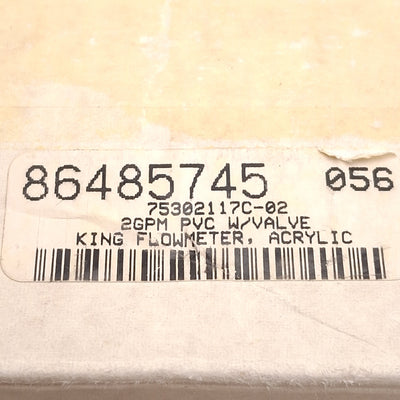 86485745 056
75302117C-02
2GPM PVC W/VALVE
KING FLOWMETER, ACRYLIC